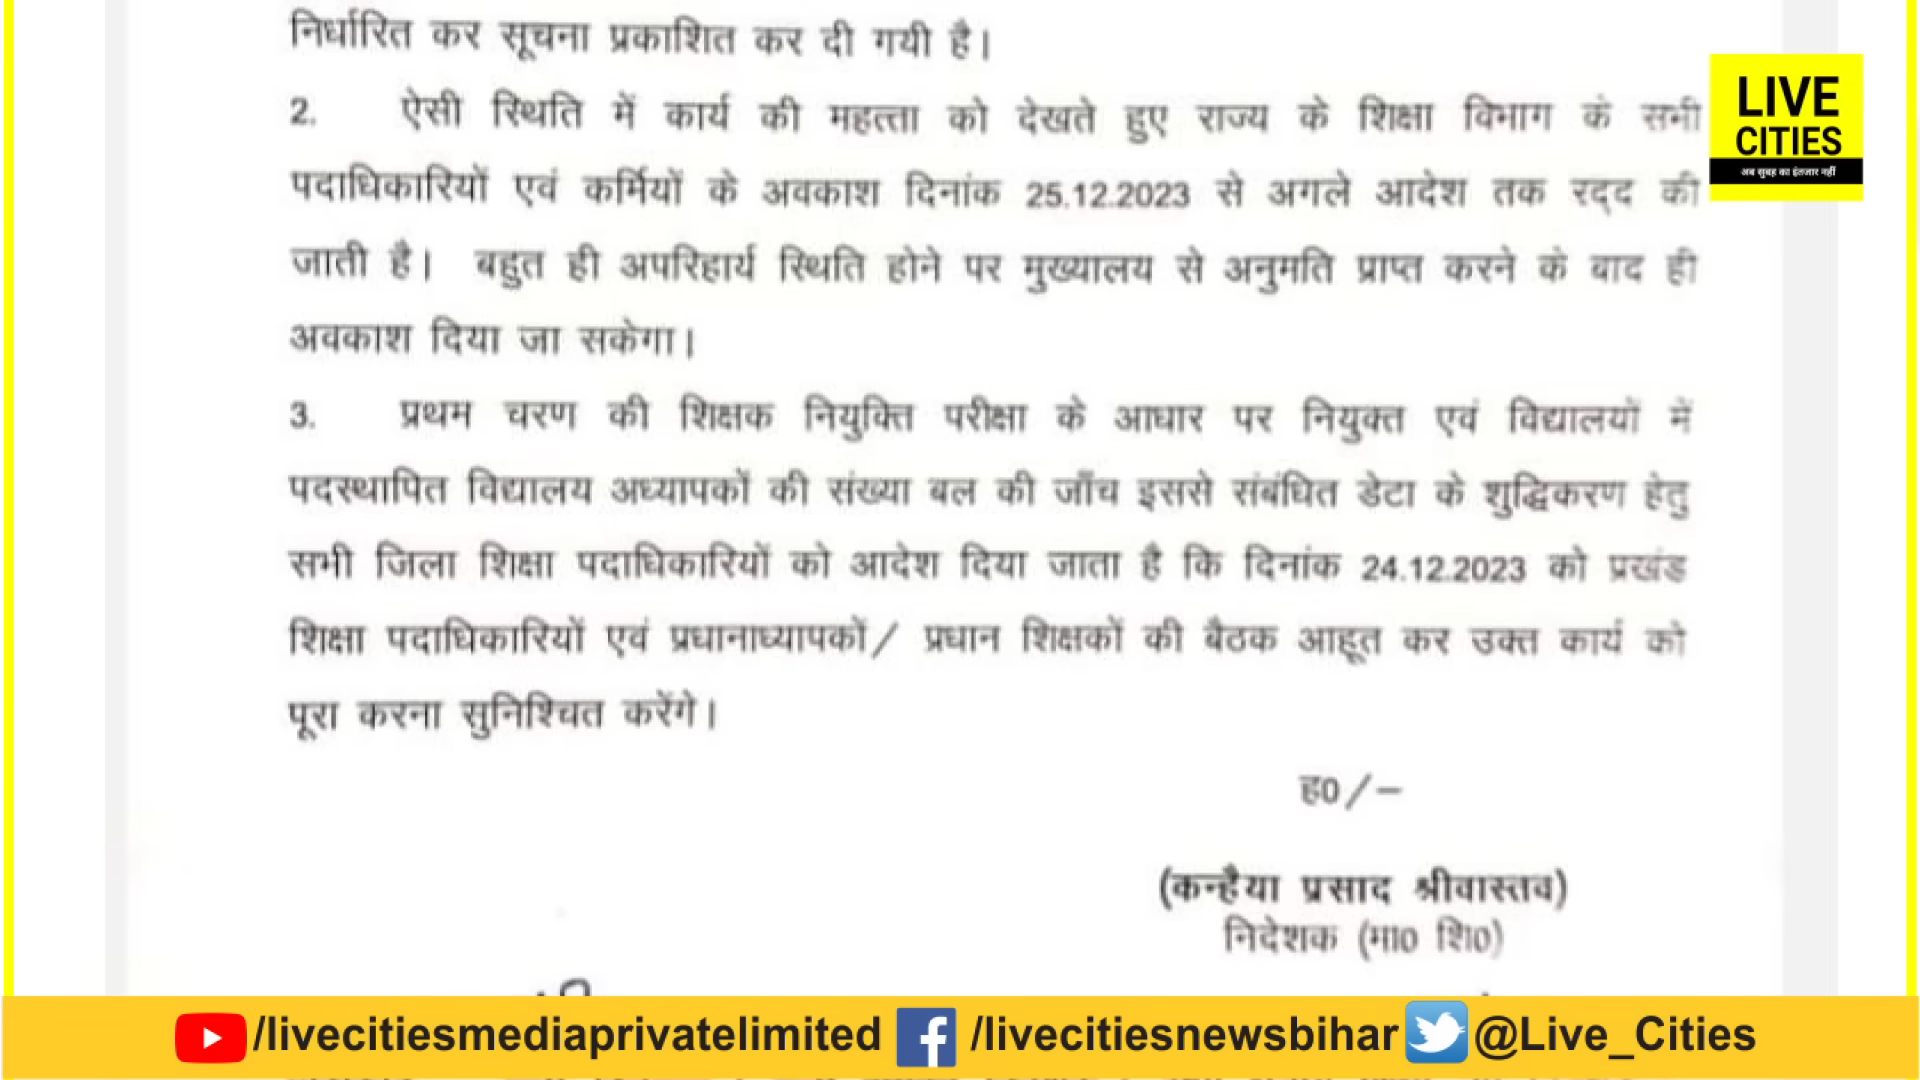 निर्धारित कर सूचना प्रकाशित कर दी गयी है।
2. ऐसी स्थिति में कार्य की महत्ता को देखते हुए राज्य के शिक्षा विभाग के सभी
पदाधिकारियों एवं कर्मियों के अवकाश दिनांक 25.12.2023 से अगले आदेश तक रद्द की
जाती है। बहुत ही अपरिहार्य स्थिति होने पर मुख्यालय से अनुमति प्राप्त करने के बाद ही
अवकाश दिया जा सकेगा।
3. प्रथम चरण की शिक्षक नियुक्ति परीक्षा के आधार पर नियुक्त एवं विद्यालयों में
पदस्थापित विद्यालय अध्यापकों की संख्या बल की जाँच इससे संबंधित डेटा के शुद्धिकरण हेतु
सभी जिला शिक्षा पदाधिकारियों को आदेश दिया जाता है कि दिनांक 24.12.2023 को प्रखंड
शिक्षा पदाधिकारियों एवं प्रधानाध्यापकों/ प्रधान शिक्षकों की बैठक आहूत कर उक्त कार्य को
पूरा करना सुनिश्चित करेंगे।
ह0/-
(कन्हैया प्रसाद श्रीवास्तव)
निदेशक (मा0 शि0)
LIVE
CITIES
अब सुबह का इंतजार नहीं
/livecitiesmediaprivatelimited /livecitiesnewsbihar @Live_Cities